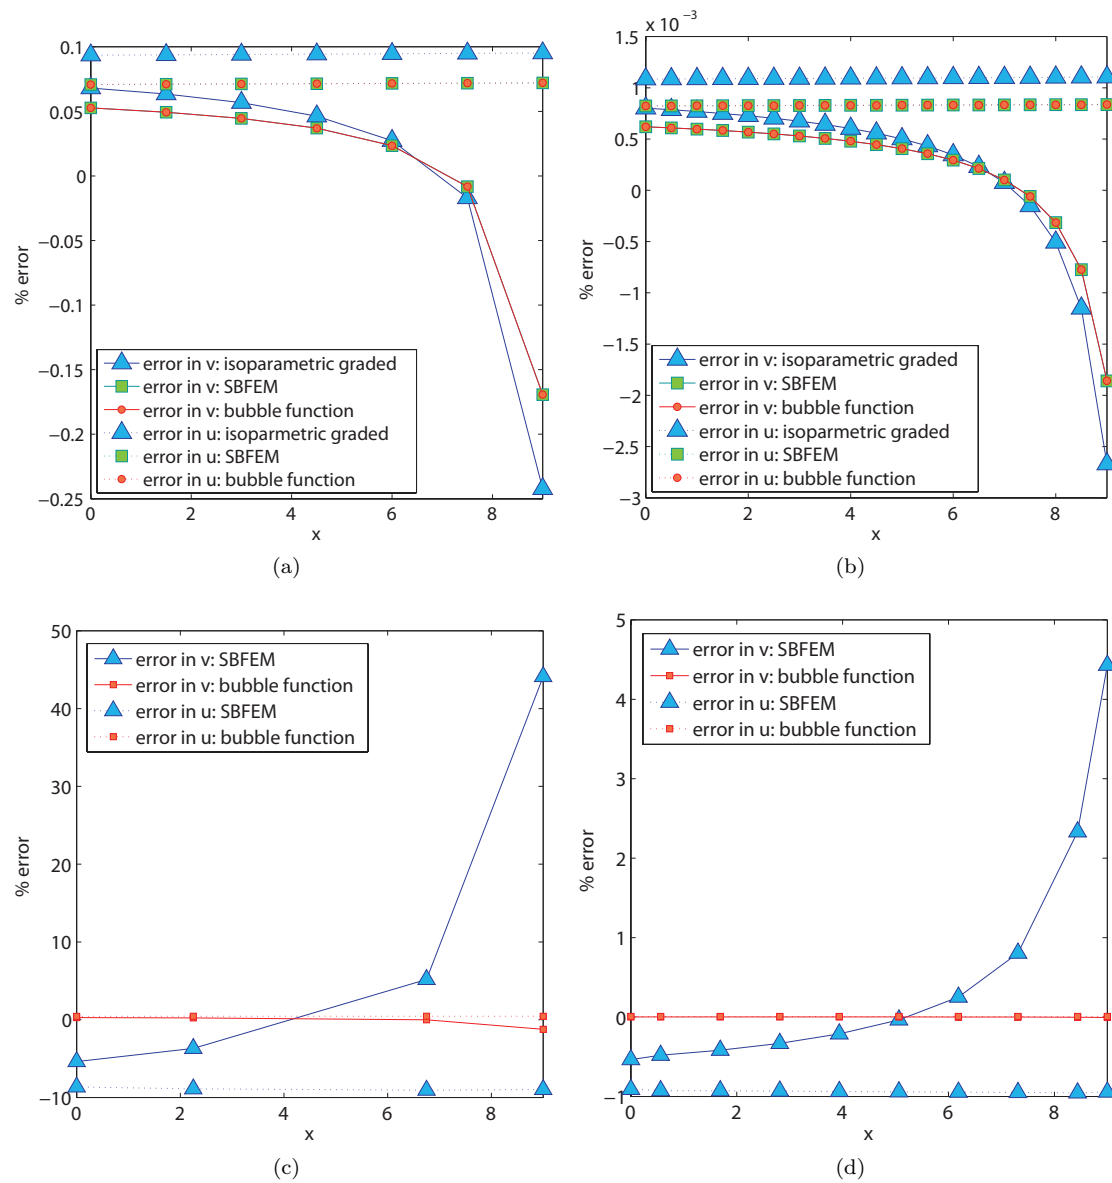 0.1
0.05
0
−0.05
−0.1
−0.15
−0.2
−0.25
% error
error in v: isoparametric graded
error in v: SBFEM
error in v: bubble function
error in u: isoparmetric graded
error in u: SBFEM
error in u: bubble function
0 2 4 6 8
x
(a)
x 10⁻³
1.5
1
0.5
0
−0.5
−1
−1.5
−2
−2.5
−3
% error
error in v: isoparametric graded
error in v: SBFEM
error in v: bubble function
error in u: isoparmetric graded
error in u: SBFEM
error in u: bubble function
0 2 4 6 8
x
(b)
50
40
30
20
10
0
−10
% error
error in v: SBFEM
error in v: bubble function
error in u: SBFEM
error in u: bubble function
0 2 4 6 8
x
(c)
5
4
3
2
1
0
−1
% error
error in v: SBFEM
error in v: bubble function
error in u: SBFEM
error in u: bubble function
0 2 4 6 8
x
(d)